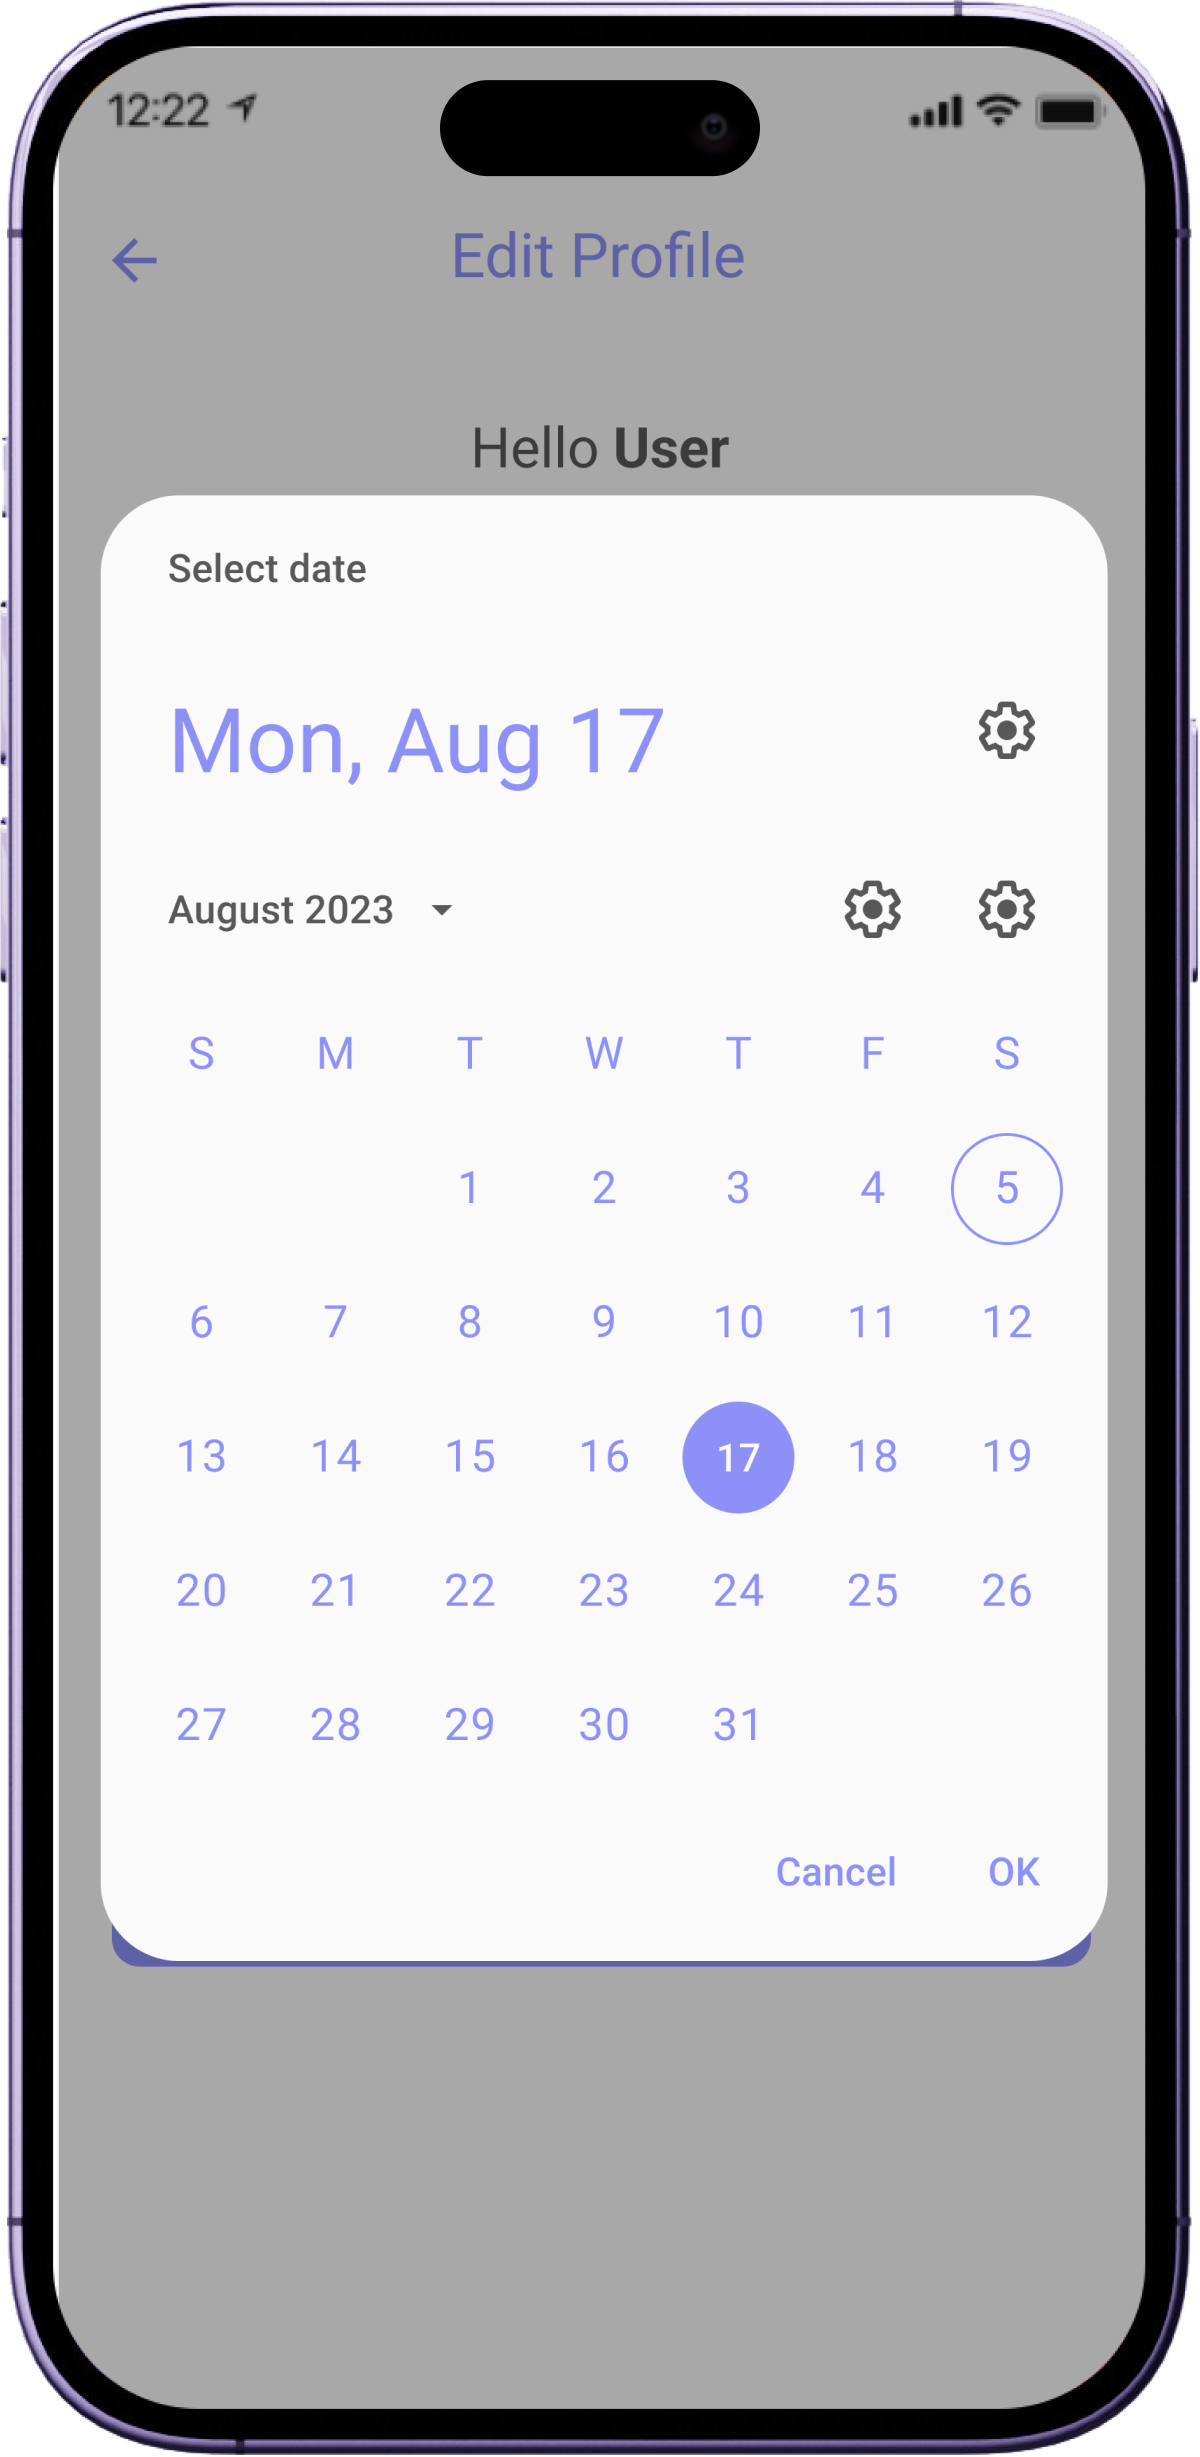 12:22
Edit Profile
Hello User
Select date
Mon, Aug 17
August 2023
S M T W T F S
1 2 3 4 5
6 7 8 9 10 11 12
13 14 15 16 17 18 19
20 21 22 23 24 25 26
27 28 29 30 31
Cancel OK